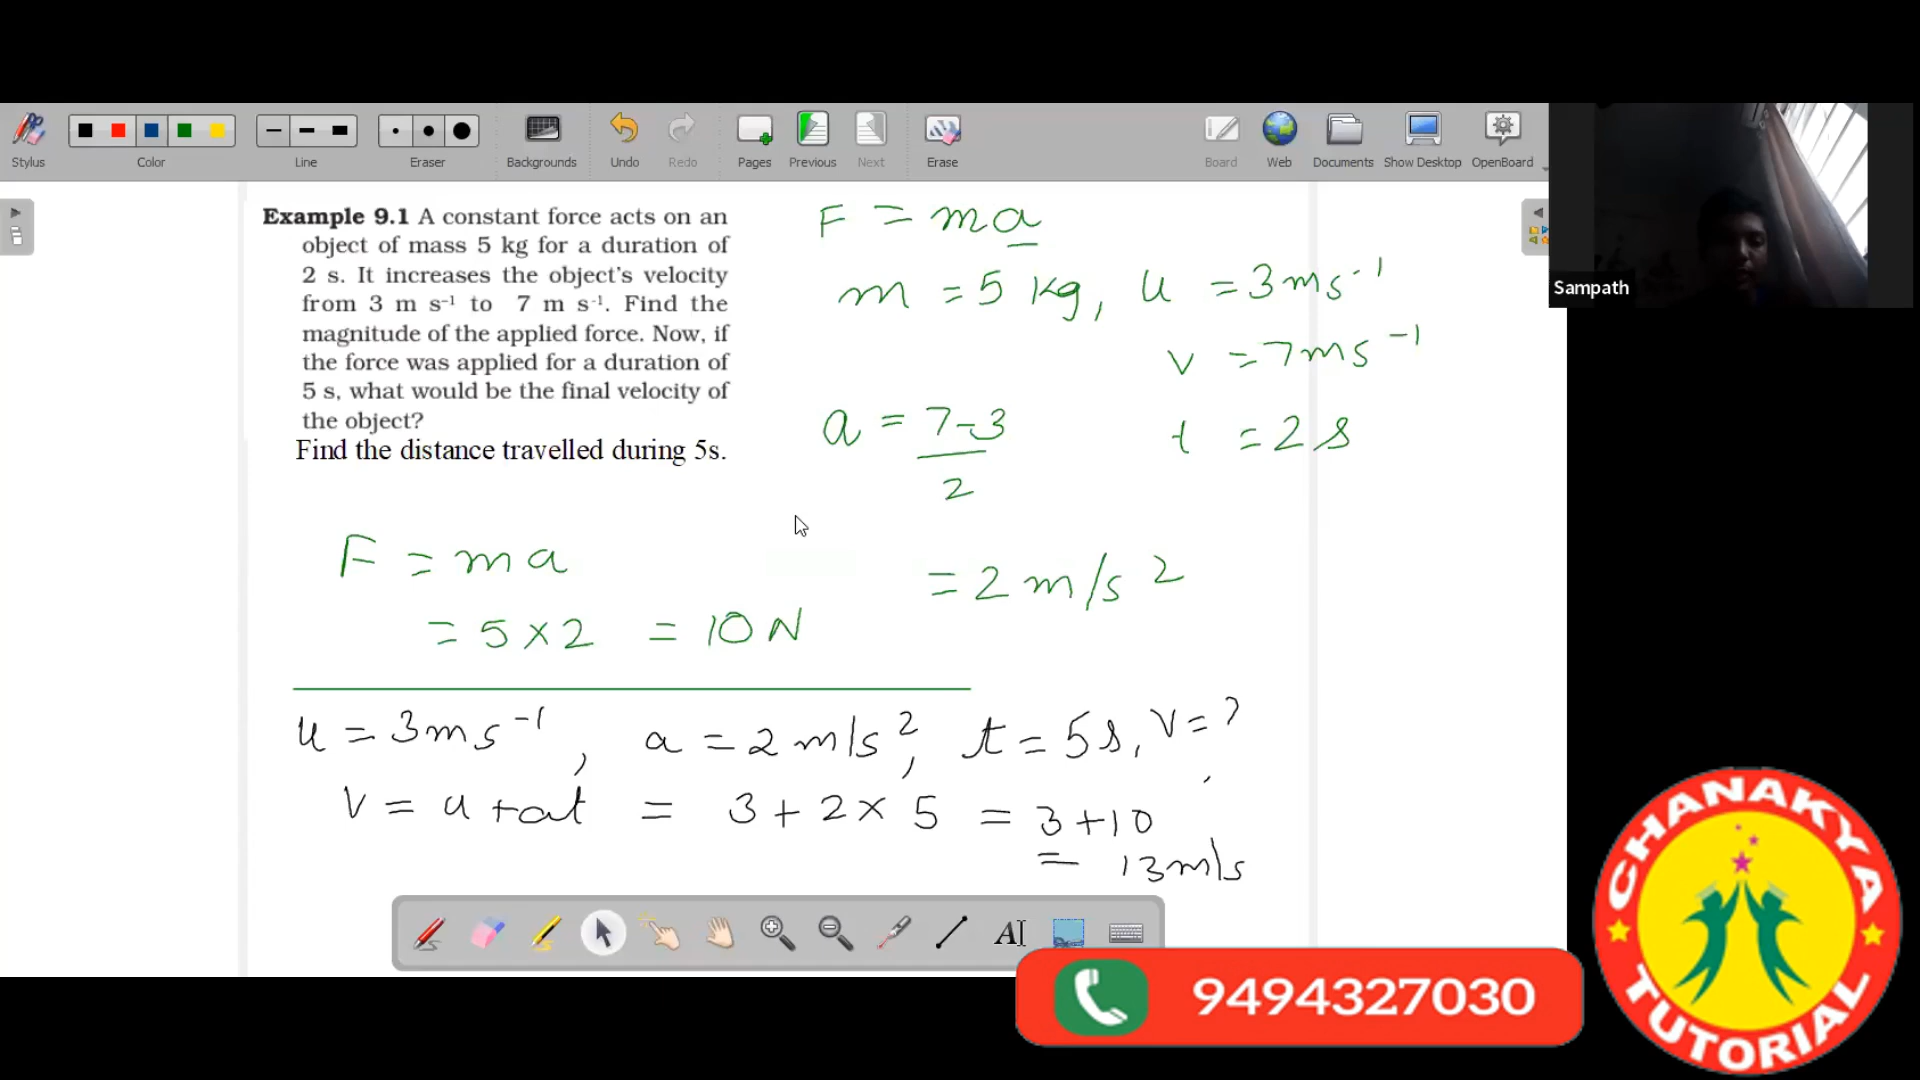 Stylus
Color
Line
Eraser
Backgrounds
Undo
Redo
Pages
Previous
Next
Erase
Board
Web
Documents
Show Desktop
OpenBoard
Sampath
Example 9.1 A constant force acts on an
object of mass 5 kg for a duration of
2 s. It increases the object's velocity
from 3 m s⁻¹ to 7 m s⁻¹. Find the
magnitude of the applied force. Now, if
the force was applied for a duration of
5 s, what would be the final velocity of
the object?
Find the distance travelled during 5s.
F = ma
m = 5 kg, u = 3ms⁻¹
v = 7ms⁻¹
t = 2s
a = 7-3
2
= 2 m/s²
F = ma
= 5 × 2 = 10 N
u = 3ms⁻¹, a = 2 m/s², t = 5s, v = ?
V = u + at = 3 + 2 × 5 = 3 + 10
= 13 m/s
AI
9494327030
CHANAKYA
TUTORIAL